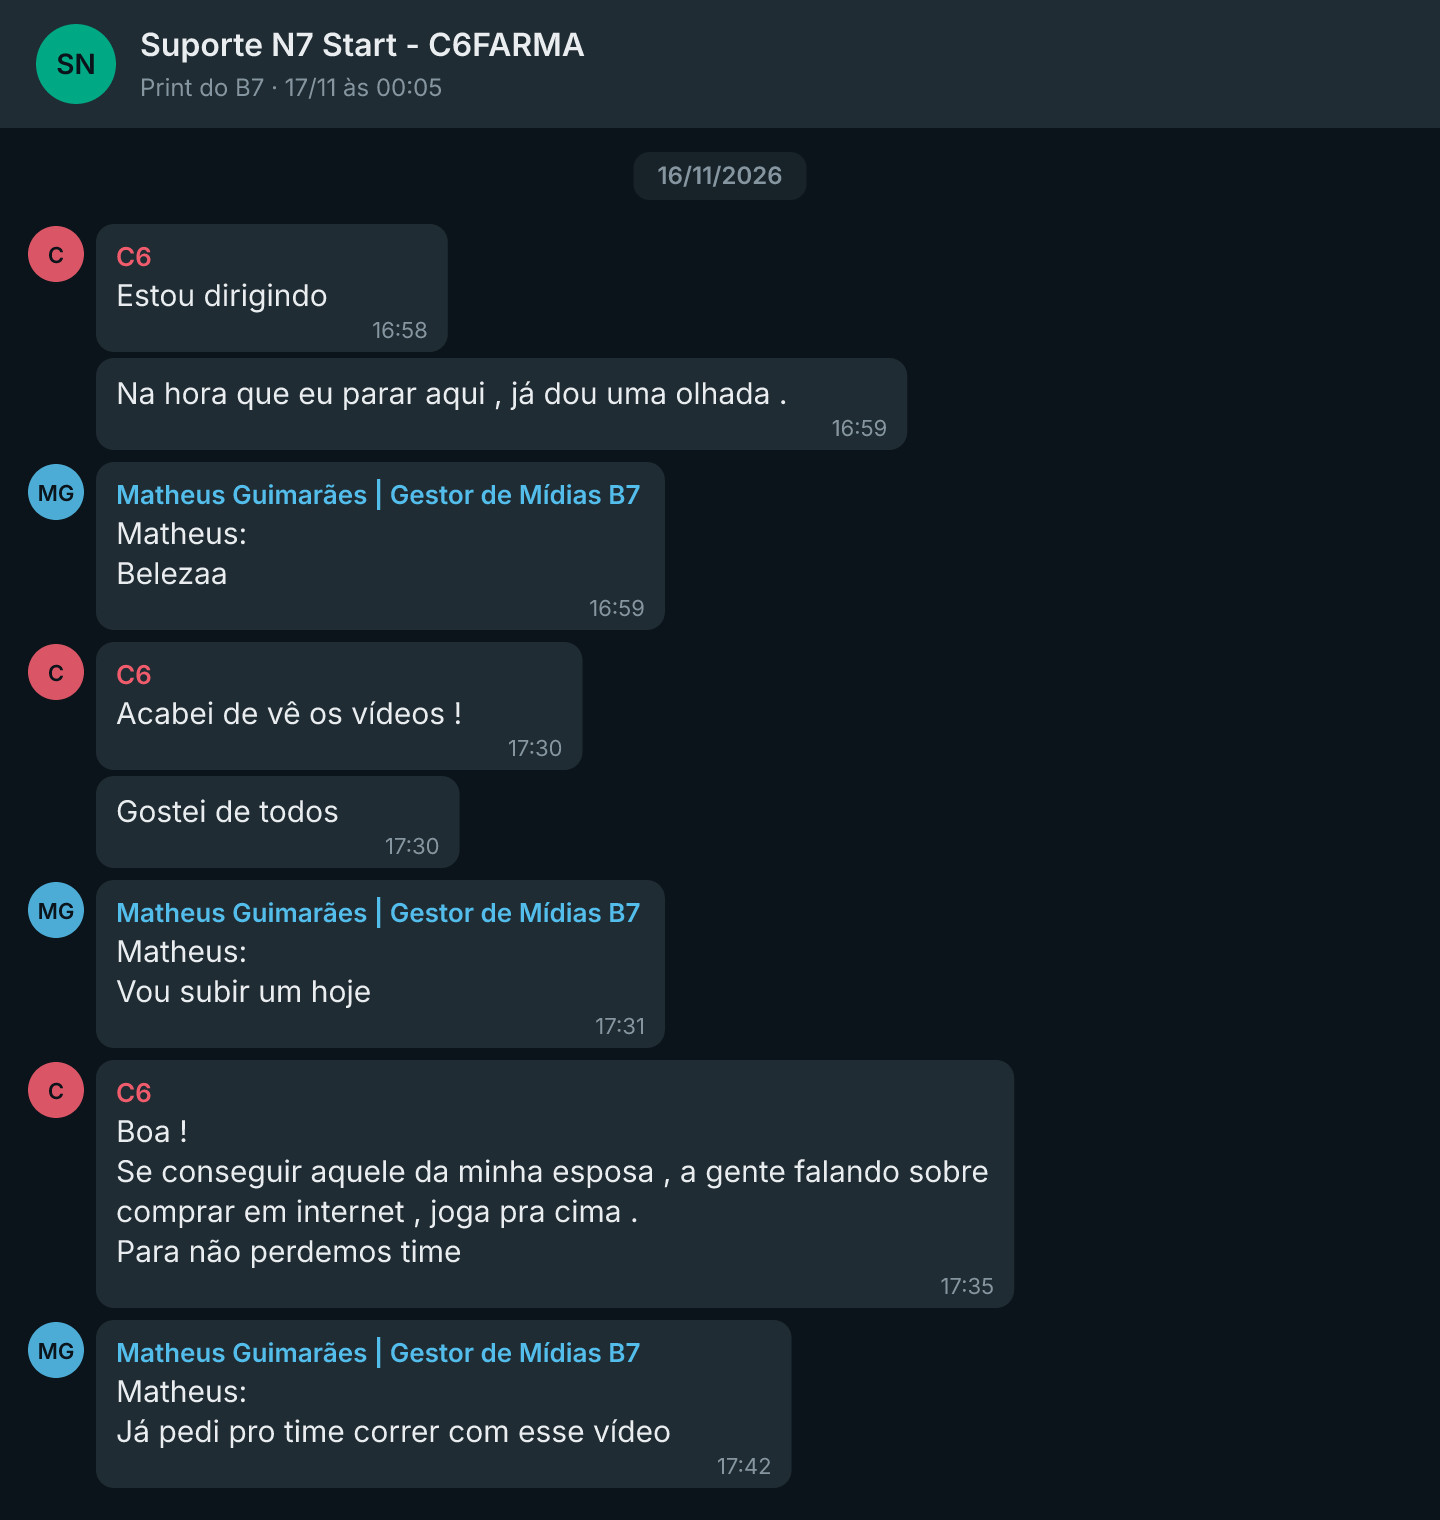 SN
Suporte N7 Start - C6FARMA
Print do B7 · 17/11 às 00:05
16/11/2026
C
C6
Estou dirigindo
16:58
Na hora que eu parar aqui , já dou uma olhada .
16:59
MG
Matheus Guimarães | Gestor de Mídias B7
Matheus:
Belezaa
16:59
C
C6
Acabei de vê os vídeos !
17:30
Gostei de todos
17:30
MG
Matheus Guimarães | Gestor de Mídias B7
Matheus:
Vou subir um hoje
17:31
C
C6
Boa !
Se conseguir aquele da minha esposa , a gente falando sobre
comprar em internet , joga pra cima .
Para não perdemos time
17:35
MG
Matheus Guimarães | Gestor de Mídias B7
Matheus:
Já pedi pro time correr com esse vídeo
17:42